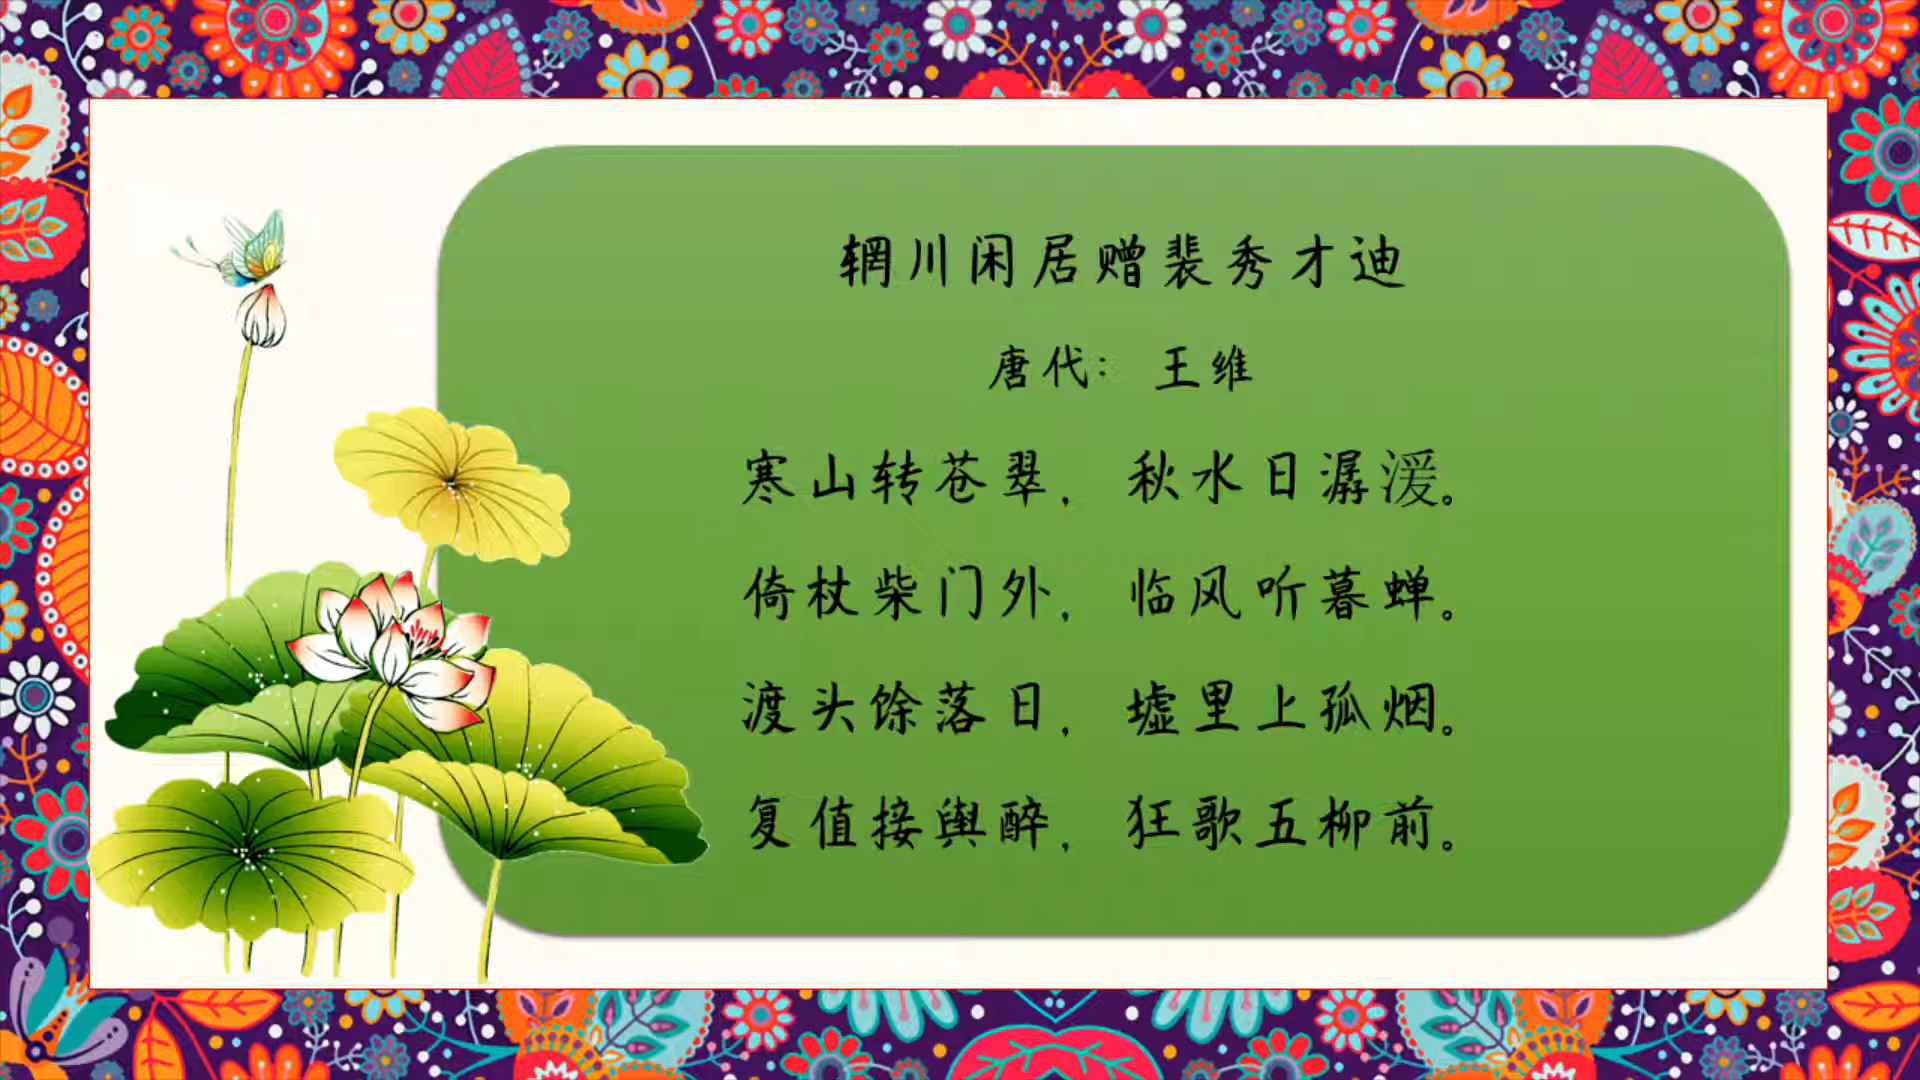 辋川闲居赠裴秀才迪
唐代：王维
寒山转苍翠，秋水日潺湲。
倚杖柴门外，临风听暮蝉。
渡头馀落日，墟里上孤烟。
复值接舆醉，狂歌五柳前。